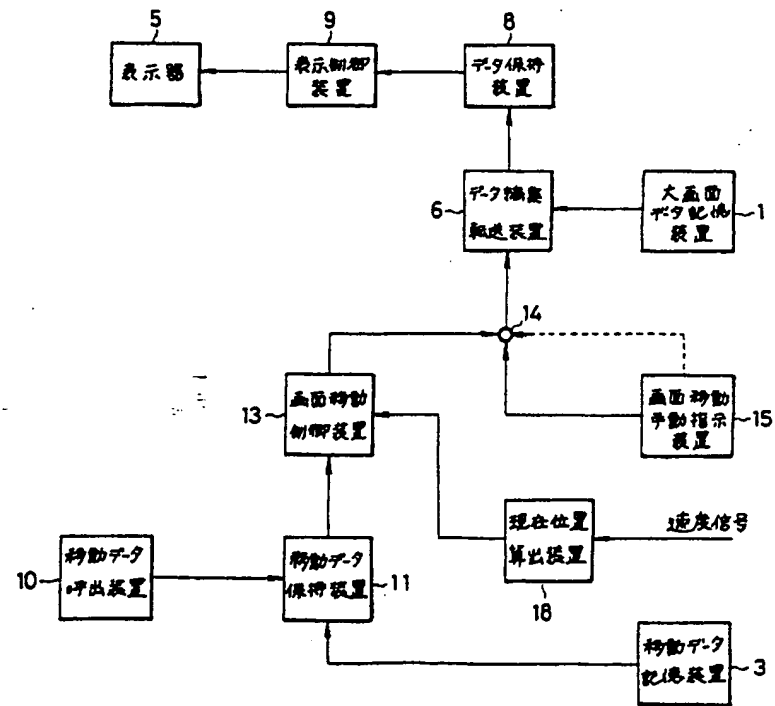 5
9
8
表示器
表示制御
装置
データ保持
装置
6
データ編集
転送装置
大画面
データ記憶
装置
1
14
13
画面移動
制御装置
画面移動
手動指示
装置
15
現在位置
算出装置
18
速度信号
10
移動データ
呼出装置
移動データ
保持装置
11
移動データ
記憶装置
3